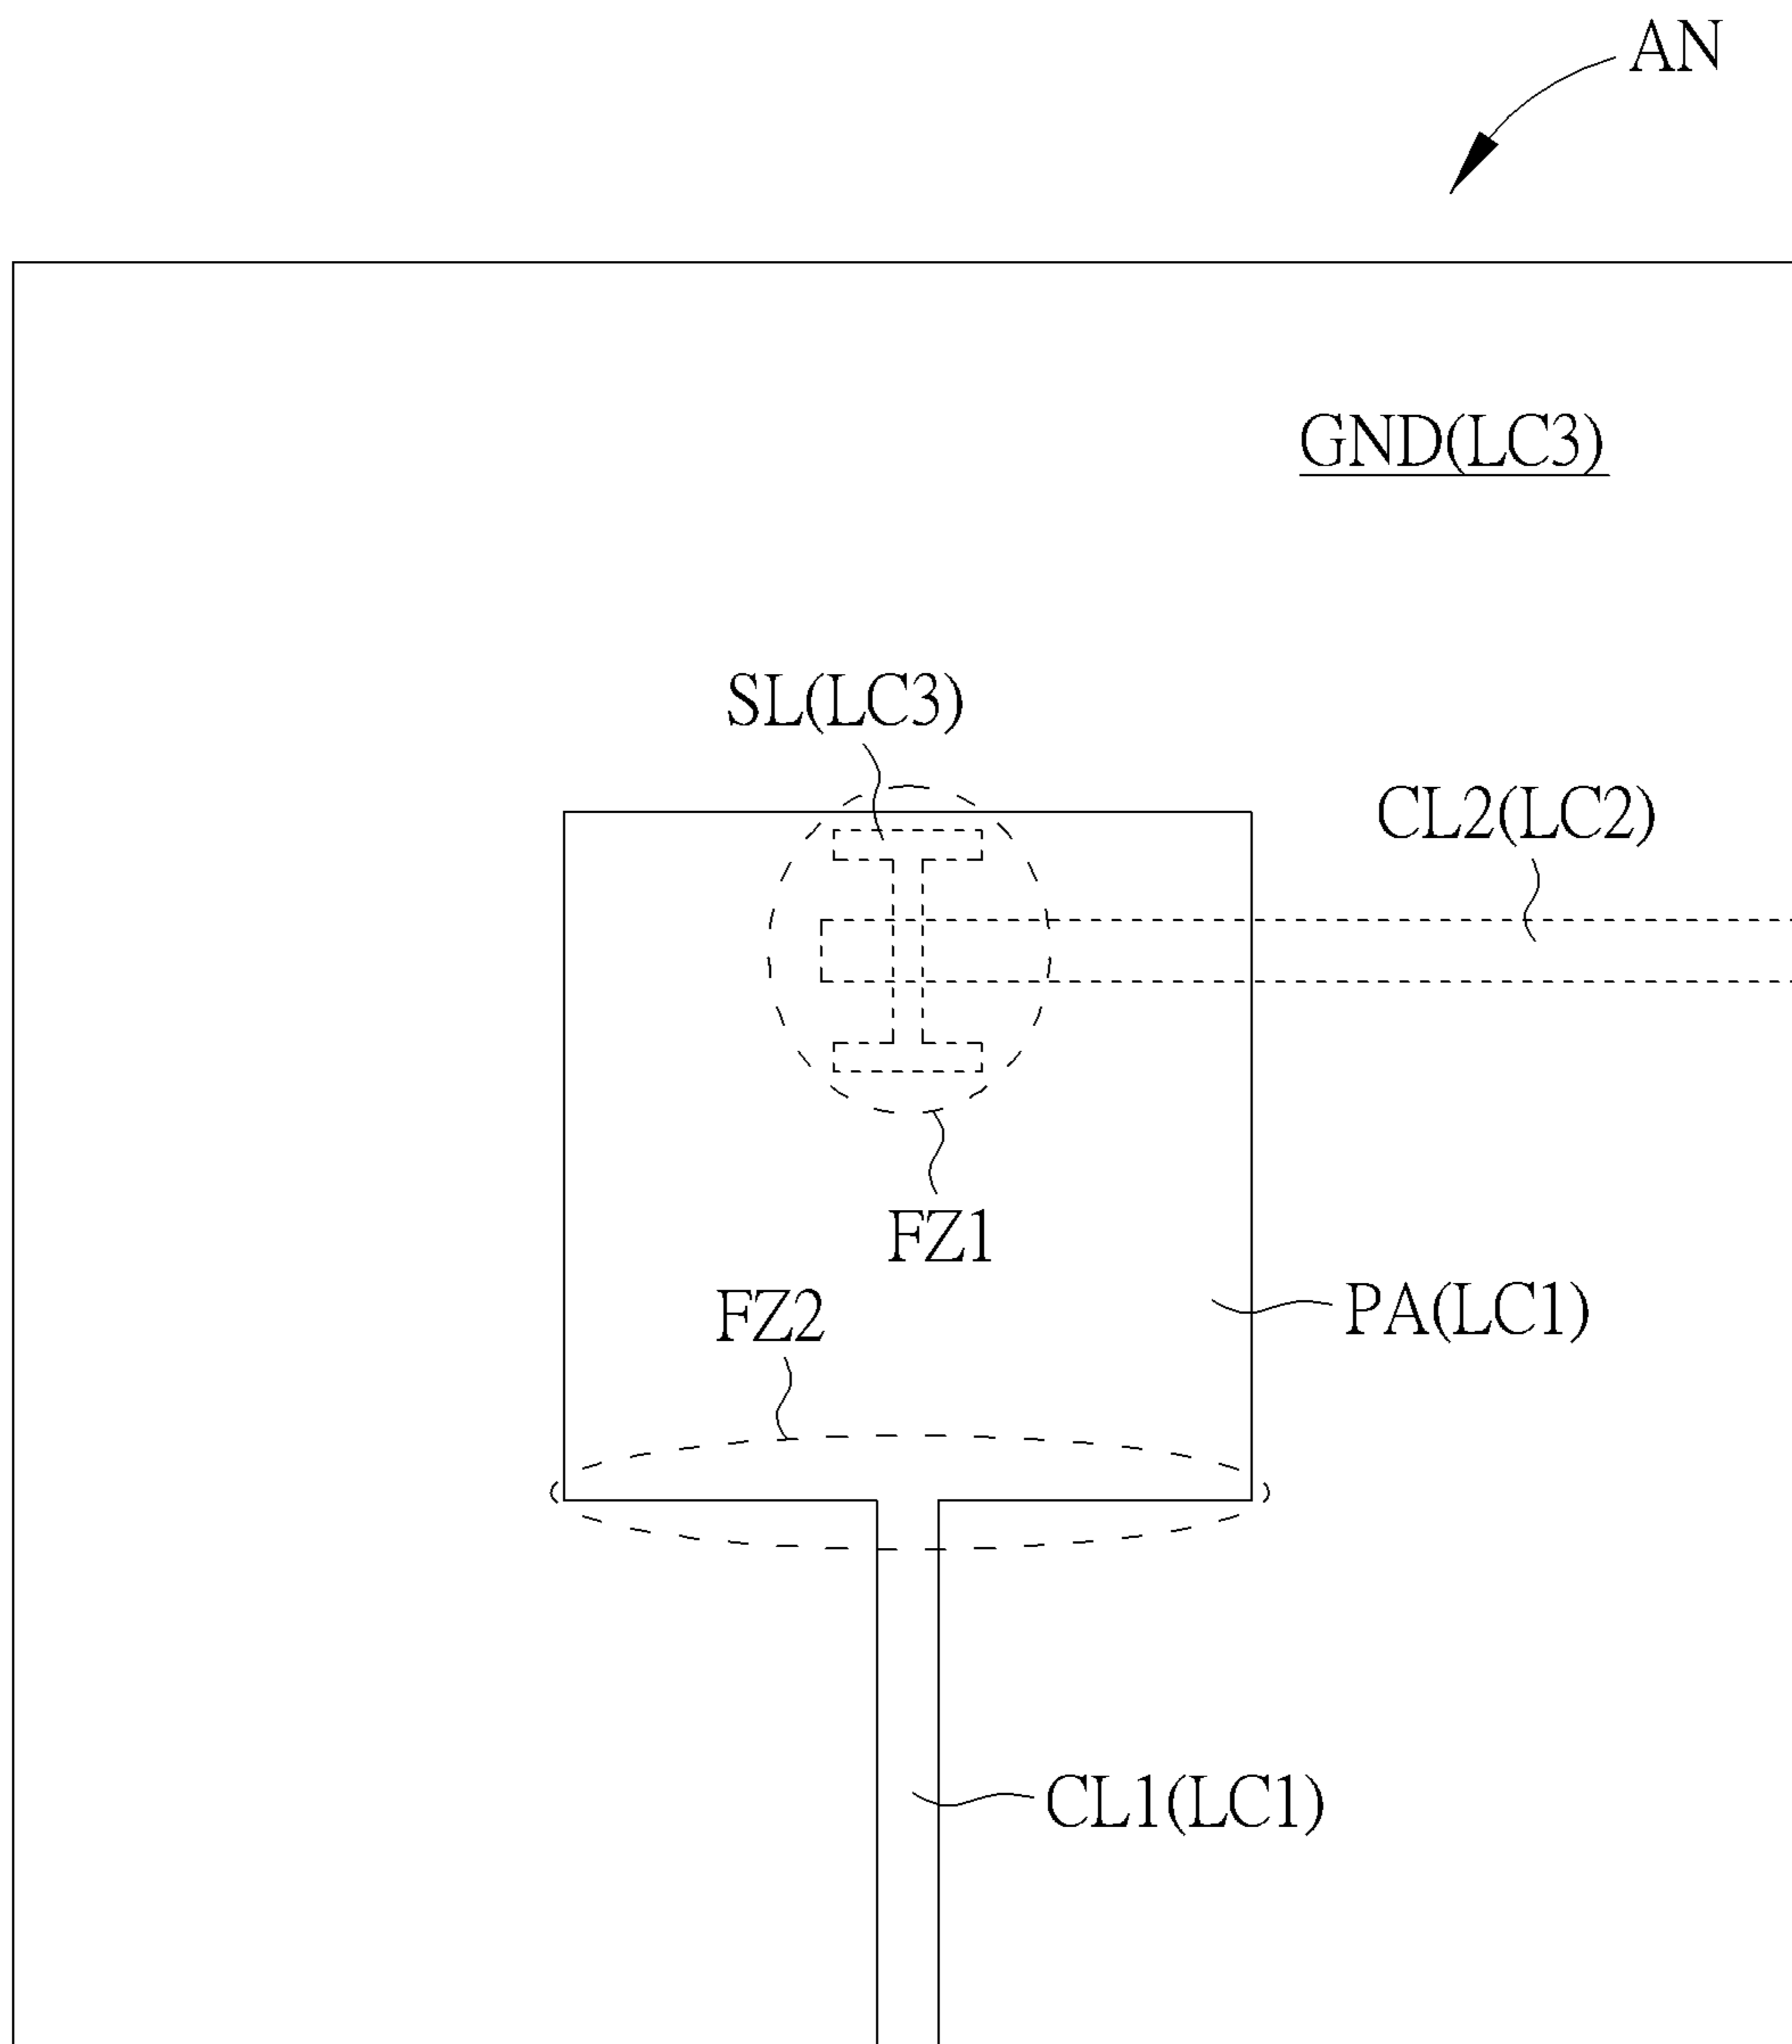 AN
GND(LC3)
SL(LC3)
CL2(LC2)
FZ1
PA(LC1)
FZ2
CL1(LC1)